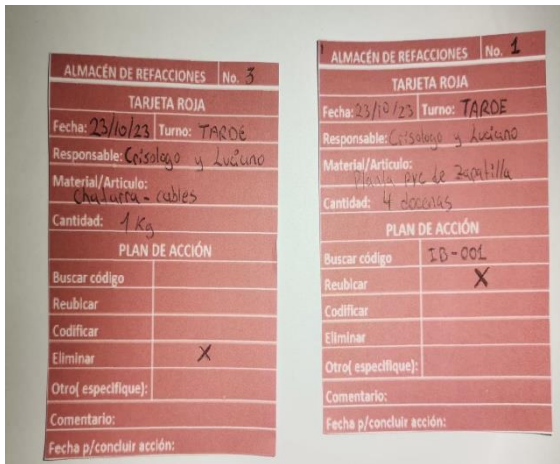 ALMACÉN DE REFACCIONES No. 3
TARJETA ROJA
Fecha: 23/10/23 Turno: TARDE
Responsable: Crisologo y Luciano
Material/Articulo:
Chatarra - cables
Cantidad: 1 Kg
PLAN DE ACCIÓN
Buscar código
Reubicar
Codificar
Eliminar X
Otro( especifique):
Comentario:
Fecha p/concluir acción:
ALMACÉN DE REFACCIONES No. 1
TARJETA ROJA
Fecha: 23/10/23 Turno: TARDE
Responsable: Crisologo y Luciano
Material/Articulo:
Planta pvc de Zapatilla
Cantidad: 4 docenas
PLAN DE ACCIÓN
Buscar código IB-001
Reubicar X
Codificar
Eliminar
Otro( especifique):
Comentario:
Fecha p/concluir acción: